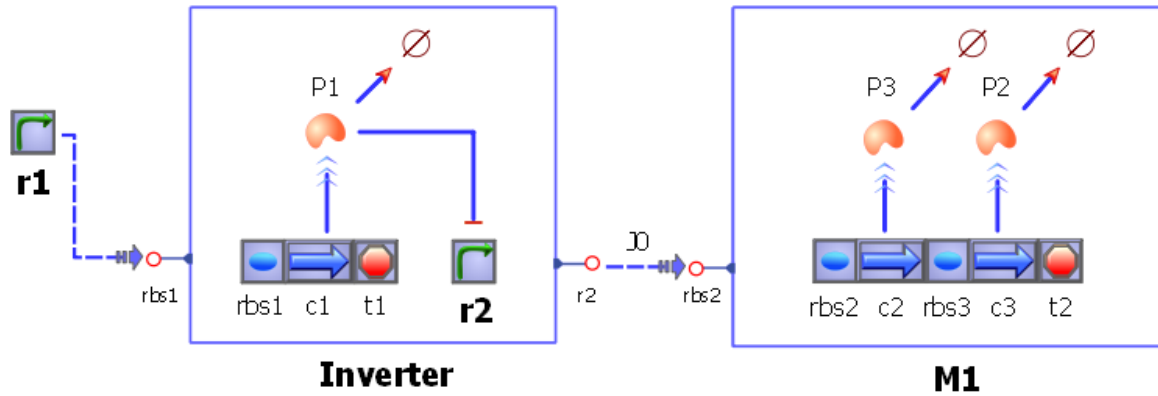 P1
P3 P2
r1
J0
rbs1 r2 rbs2
rbs1 c1 t1 r2
rbs2 c2 rbs3 c3 t2
Inverter
M1